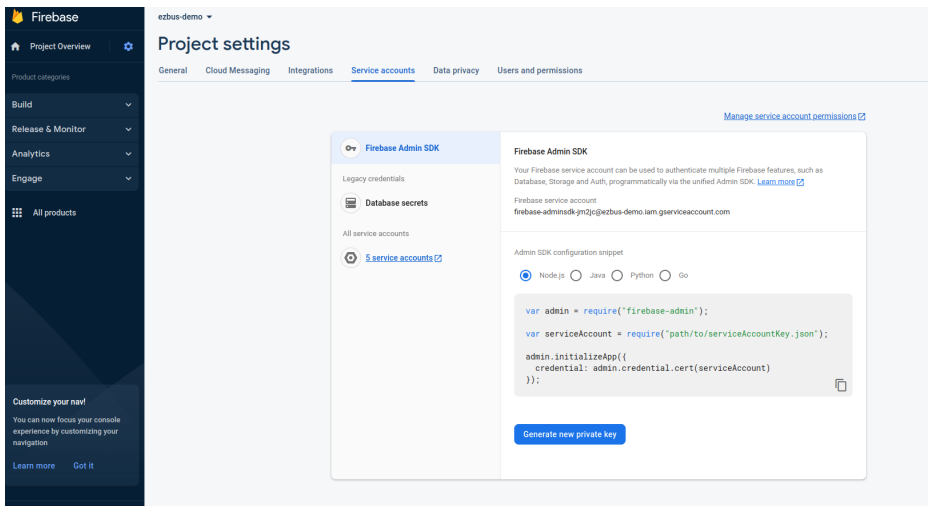 Firebase
ezbus-demo
Project Overview
Project settings
General Cloud Messaging Integrations Service accounts Data privacy Users and permissions
Product categories
Build
Release & Monitor
Analytics
Engage
All products
Customize your nav!
You can now focus your console
experience by customizing your
navigation
Learn more Got it
Manage service account permissions
Firebase Admin SDK
Legacy credentials
Database secrets
All service accounts
5 service accounts
Firebase Admin SDK
Your Firebase service account can be used to authenticate multiple Firebase features, such as
Database, Storage and Auth, programmatically via the unified Admin SDK. Learn more
Firebase service account
firebase-adminsdk-jm2jc@ezbus-demo.iam.gserviceaccount.com
Admin SDK configuration snippet
Node.js Java Python Go
var admin = require("firebase-admin");
var serviceAccount = require("path/to/serviceAccountKey.json");
admin.initializeApp({
credential: admin.credential.cert(serviceAccount)
});
Generate new private key